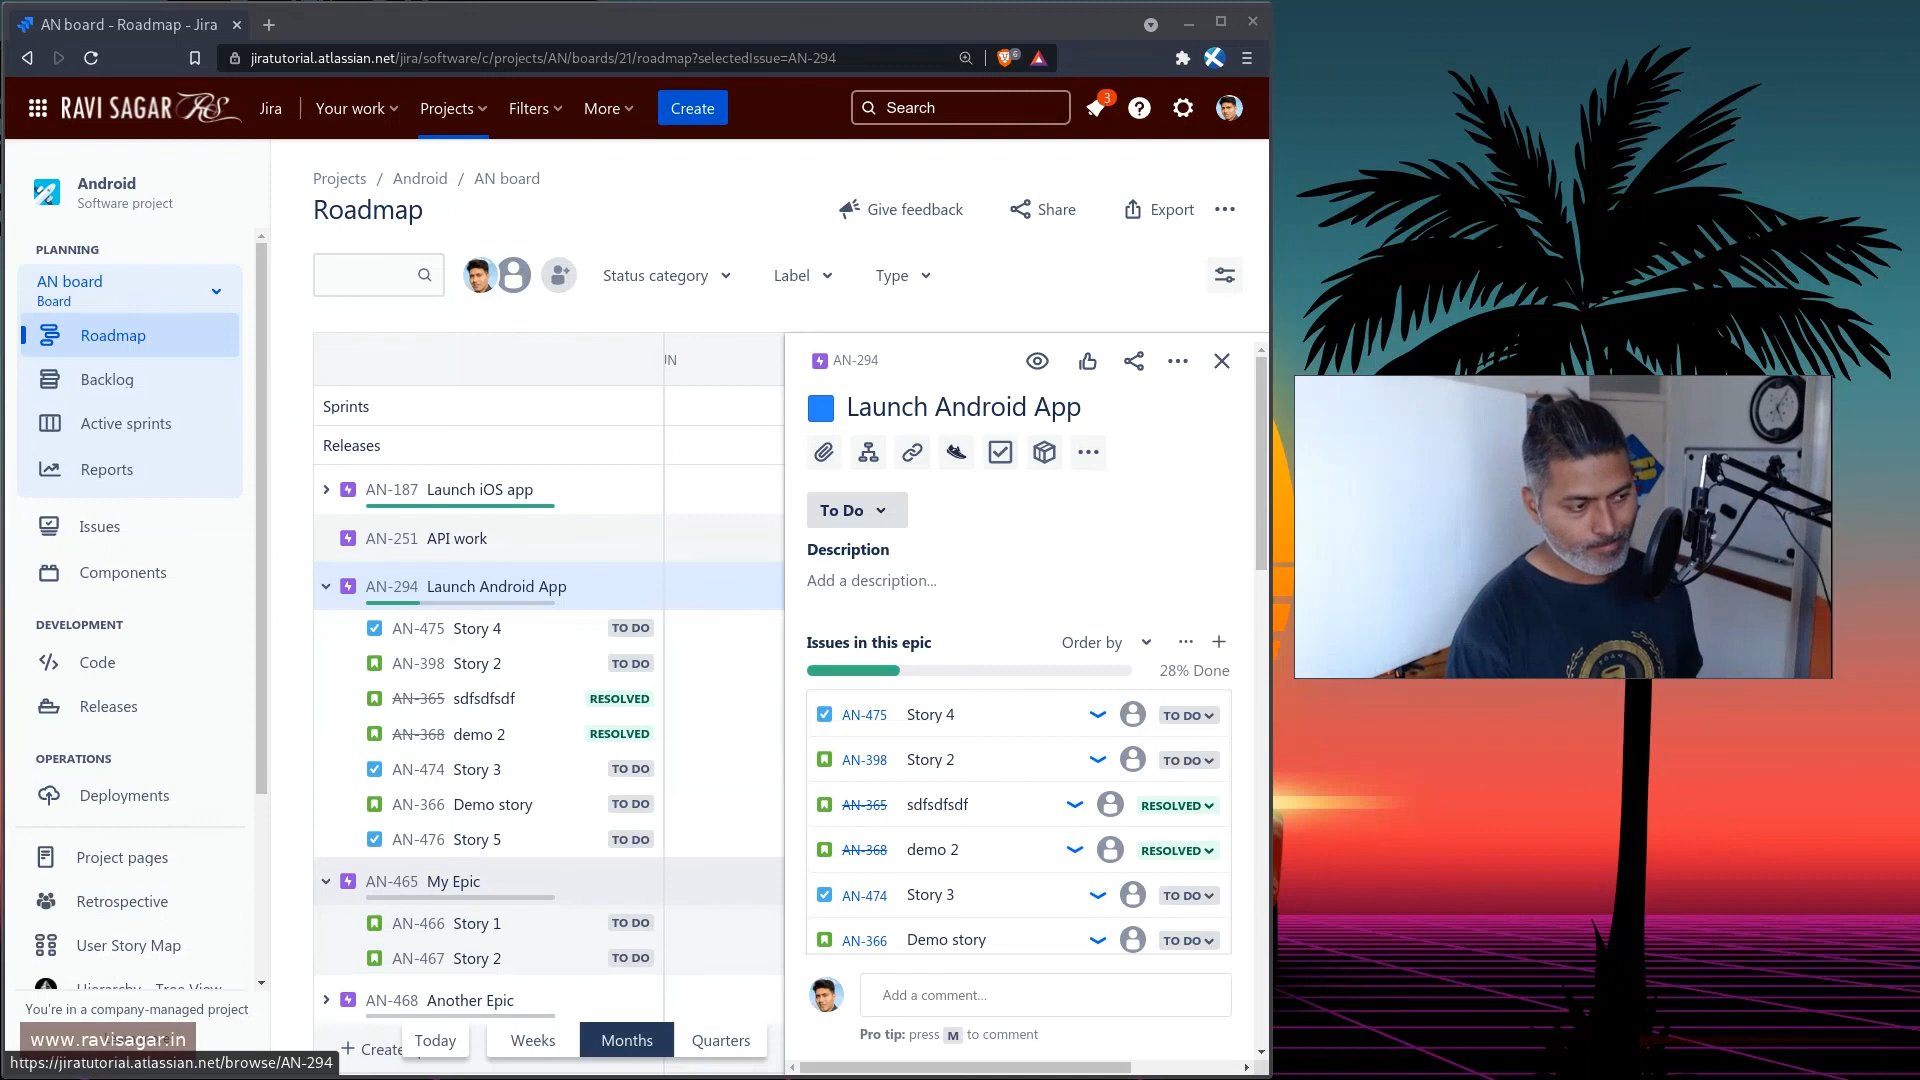 AN board - Roadmap - Jira
jiratutorial.atlassian.net/jira/software/c/projects/AN/boards/21/roadmap?selectedIssue=AN-294
6
RAVI SAGAR RS
Jira
Your work
Projects
Filters
More
Create
Search
3
Android
Software project
PLANNING
AN board
Board
Roadmap
Backlog
Active sprints
Reports
Issues
Components
DEVELOPMENT
Code
Releases
OPERATIONS
Deployments
Project pages
Retrospective
User Story Map
Hierarchy - Tree View
You're in a company-managed project
www.ravisagar.in
https://jiratutorial.atlassian.net/browse/AN-294
Projects / Android / AN board
Roadmap
Give feedback
Share
Export
Status category
Label
Type
UN
Sprints
Releases
AN-187 Launch iOS app
AN-251 API work
AN-294 Launch Android App
AN-475 Story 4 TO DO
AN-398 Story 2 TO DO
AN-365 sdfsdfsdf RESOLVED
AN-368 demo 2 RESOLVED
AN-474 Story 3 TO DO
AN-366 Demo story TO DO
AN-476 Story 5 TO DO
AN-465 My Epic
AN-466 Story 1 TO DO
AN-467 Story 2 TO DO
AN-468 Another Epic
+ Create
Today
Weeks
Months
Quarters
AN-294
Launch Android App
To Do
Description
Add a description...
Issues in this epic
Order by
28% Done
AN-475 Story 4 TO DO
AN-398 Story 2 TO DO
AN-365 sdfsdfsdf RESOLVED
AN-368 demo 2 RESOLVED
AN-474 Story 3 TO DO
AN-366 Demo story TO DO
Add a comment...
Pro tip: press M to comment